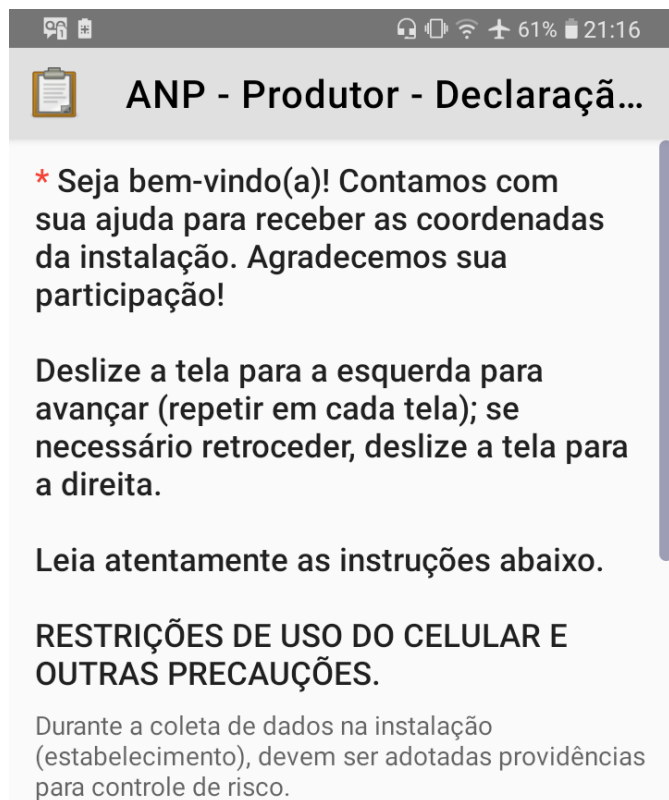 61% 21:16
ANP - Produtor - Declaraçã...
* Seja bem-vindo(a)! Contamos com
sua ajuda para receber as coordenadas
da instalação. Agradecemos sua
participação!
Deslize a tela para a esquerda para
avançar (repetir em cada tela); se
necessário retroceder, deslize a tela para
a direita.
Leia atentamente as instruções abaixo.
RESTRIÇÕES DE USO DO CELULAR E
OUTRAS PRECAUÇÕES.
Durante a coleta de dados na instalação
(estabelecimento), devem ser adotadas providências
para controle de risco.